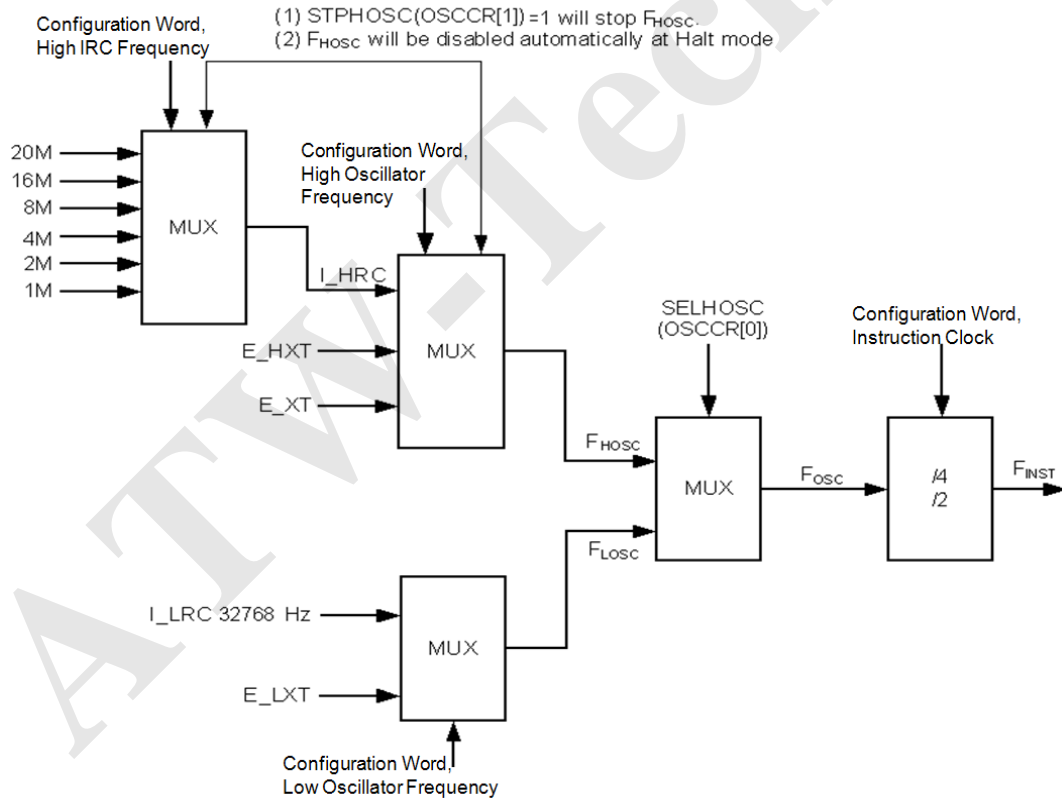 (1) STPHOSC(OSCCR[1])=1 will stop FHOSC.
(2) FHOSC will be disabled automatically at Halt mode
Configuration Word,
High IRC Frequency
20M
16M
8M
4M
2M
1M
MUX
Configuration Word,
High Oscillator
Frequency
I_HRC
E_HXT
E_XT
MUX
SELHOSC
(OSCCR[0])
Configuration Word,
Instruction Clock
FHOSC
FLOSC
MUX
FOSC
/4
/2
FINST
I_LRC 32768 Hz
E_LXT
MUX
Configuration Word,
Low Oscillator Frequency
ATW-Tech